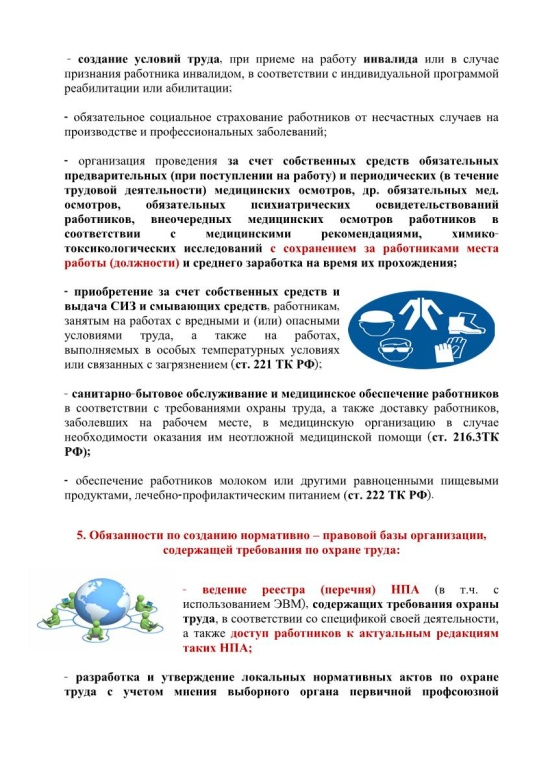 - создание условий труда, при приеме на работу инвалида или в случае
признания работника инвалидом, в соответствии с индивидуальной программой
реабилитации или абилитации;
- обязательное социальное страхование работников от несчастных случаев на
производстве и профессиональных заболеваний;
- организация проведения за счет собственных средств обязательных
предварительных (при поступлении на работу) и периодических (в течение
трудовой деятельности) медицинских осмотров, др. обязательных мед.
осмотров, обязательных психиатрических освидетельствований
работников, внеочередных медицинских осмотров работников в
соответствии с медицинскими рекомендациями, химико-
токсикологических исследований с сохранением за работниками места
работы (должности) и среднего заработка на время их прохождения;
- приобретение за счет собственных средств и
выдача СИЗ и смывающих средств, работникам,
занятым на работах с вредными и (или) опасными
условиями труда, а также на работах,
выполняемых в особых температурных условиях
или связанных с загрязнением (ст. 221 ТК РФ);
- санитарно-бытовое обслуживание и медицинское обеспечение работников
в соответствии с требованиями охраны труда, а также доставку работников,
заболевших на рабочем месте, в медицинскую организацию в случае
необходимости оказания им неотложной медицинской помощи (ст. 216.3ТК
РФ);
- обеспечение работников молоком или другими равноценными пищевыми
продуктами, лечебно-профилактическим питанием (ст. 222 ТК РФ).
5. Обязанности по созданию нормативно – правовой базы организации,
содержащей требования по охране труда:
- ведение реестра (перечня) НПА (в т.ч. с
использованием ЭВМ), содержащих требования охраны
труда, в соответствии со спецификой своей деятельности,
а также доступ работников к актуальным редакциям
таких НПА;
- разработка и утверждение локальных нормативных актов по охране
труда с учетом мнения выборного органа первичной профсоюзной